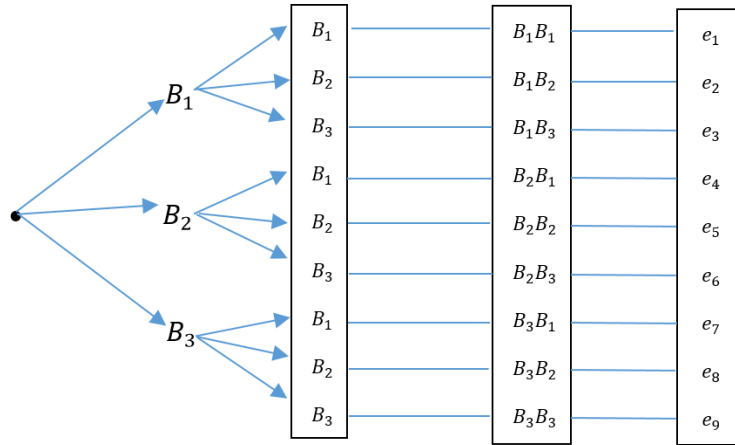 B₁ B₁B₁ e₁
B₂ B₁B₂ e₂
B₁
B₃ B₁B₃ e₃
B₁ B₂B₁ e₄
B₂
B₂ B₂B₂ e₅
B₃ B₂B₃ e₆
B₁ B₃B₁ e₇
B₃
B₂ B₃B₂ e₈
B₃ B₃B₃ e₉